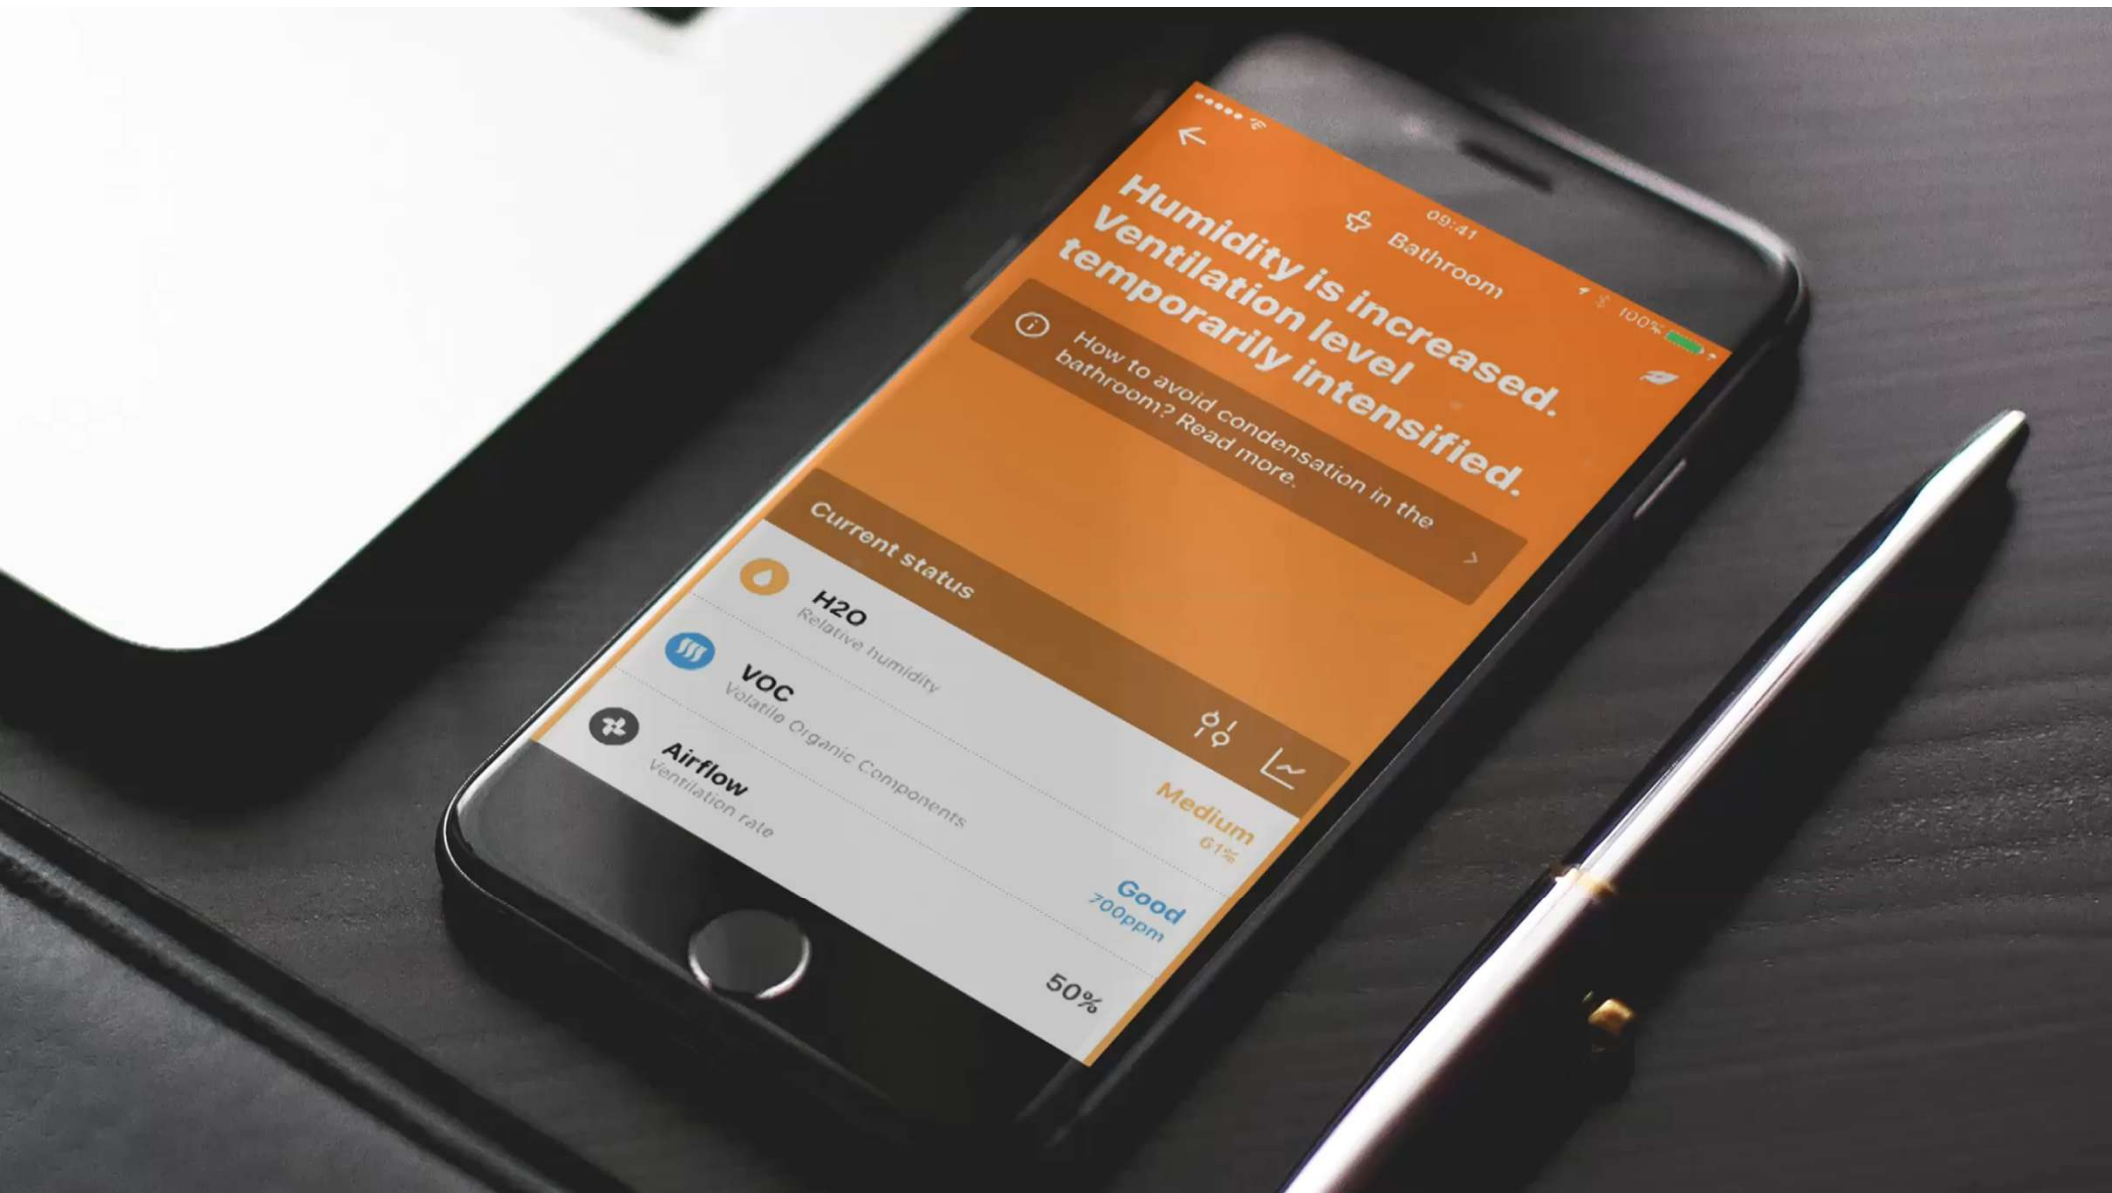 09:41
100%
Bathroom
Humidity is increased.
Ventilation level
temporarily intensified.
How to avoid condensation in the
bathroom? Read more.
Current status
H2O
Relative humidity
Medium
61%
VOC
Volatile Organic Components
Good
700ppm
Airflow
Ventilation rate
50%